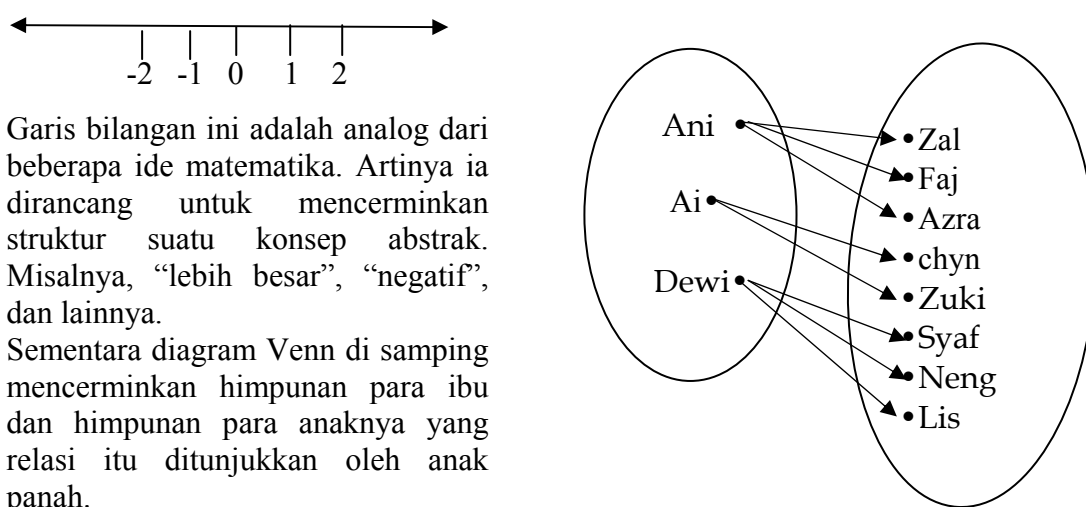 -2 -1 0 1 2
Garis bilangan ini adalah analog dari
beberapa ide matematika. Artinya ia
dirancang untuk mencerminkan
struktur suatu konsep abstrak.
Misalnya, “lebih besar”, “negatif”,
dan lainnya.
Sementara diagram Venn di samping
mencerminkan himpunan para ibu
dan himpunan para anaknya yang
relasi itu ditunjukkan oleh anak
panah.
Ani
Ai
Dewi
Zal
Faj
Azra
chyn
Zuki
Syaf
Neng
Lis